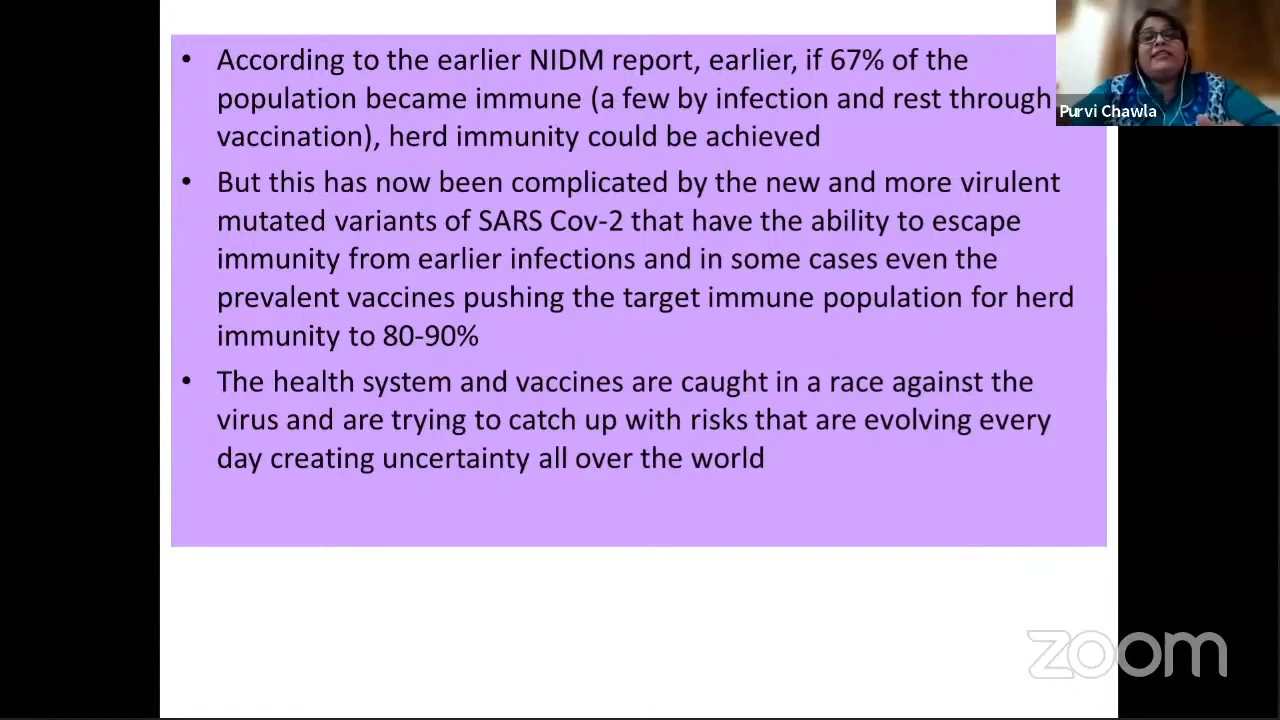 • According to the earlier NIDM report, earlier, if 67% of the
population became immune (a few by infection and rest through
vaccination), herd immunity could be achieved
• But this has now been complicated by the new and more virulent
mutated variants of SARS Cov-2 that have the ability to escape
immunity from earlier infections and in some cases even the
prevalent vaccines pushing the target immune population for herd
immunity to 80-90%
• The health system and vaccines are caught in a race against the
virus and are trying to catch up with risks that are evolving every
day creating uncertainty all over the world
Purvi Chawla
zoom